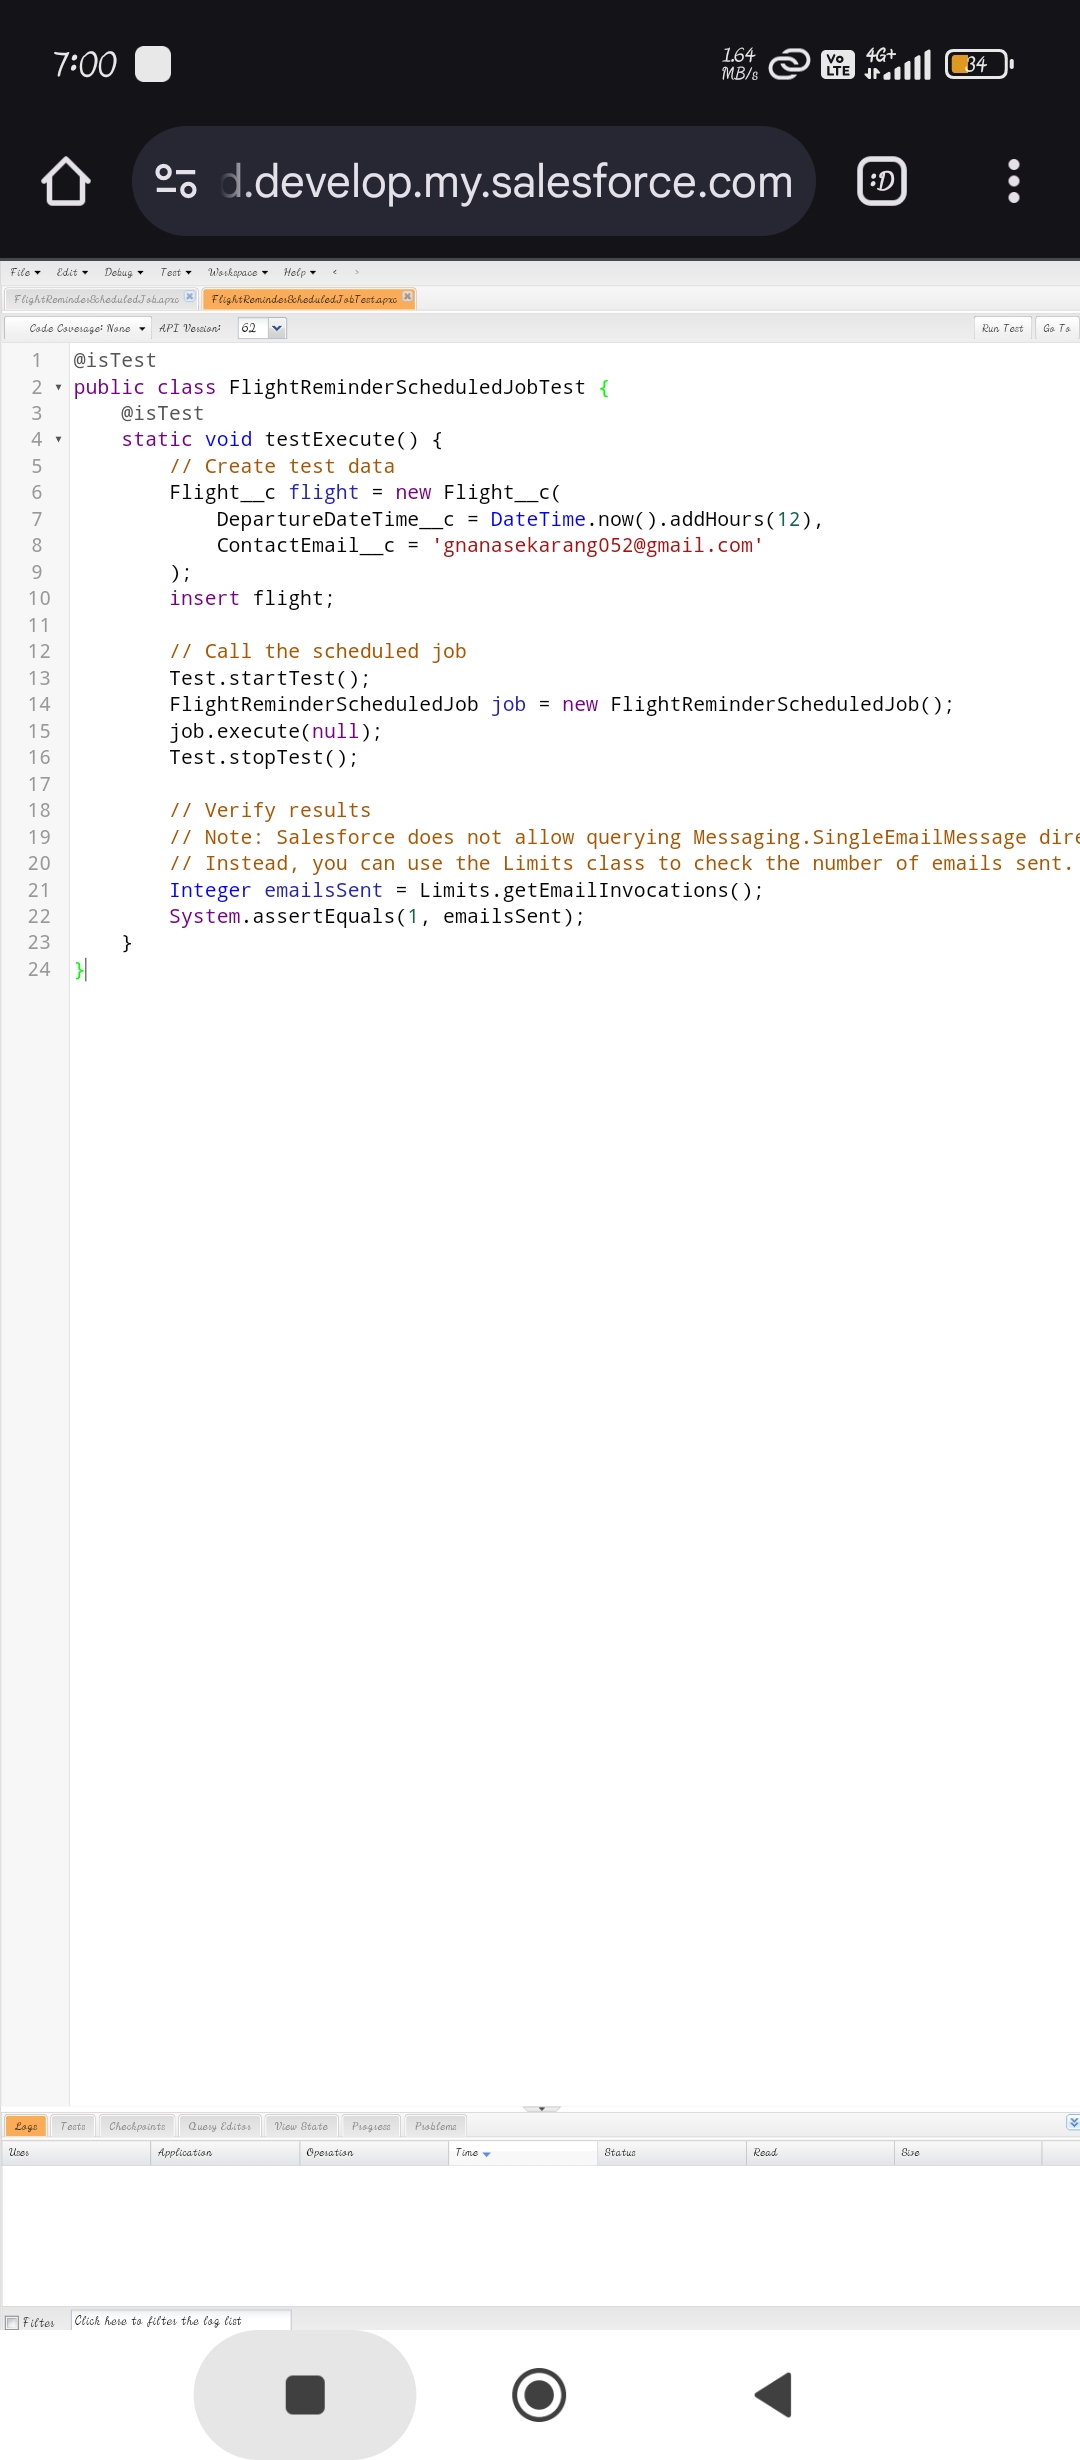 7:00
1.64 MB/s
Vo LTE
4G+
34
d.develop.my.salesforce.com
:D
File Edit Debug Test Workspace Help < >
FlightReminderScheduledJob.apxc FlightReminderScheduledJobTest.apxc
Code Coverage: None API Version: 62 Run Test Go To
1 @isTest
2 public class FlightReminderScheduledJobTest {
3 @isTest
4 static void testExecute() {
5 // Create test data
6 Flight__c flight = new Flight__c(
7 DepartureDateTime__c = DateTime.now().addHours(12),
8 ContactEmail__c = 'gnanasekarang052@gmail.com'
9 );
10 insert flight;
11
12 // Call the scheduled job
13 Test.startTest();
14 FlightReminderScheduledJob job = new FlightReminderScheduledJob();
15 job.execute(null);
16 Test.stopTest();
17
18 // Verify results
19 // Note: Salesforce does not allow querying Messaging.SingleEmailMessage dire
20 // Instead, you can use the Limits class to check the number of emails sent.
21 Integer emailsSent = Limits.getEmailInvocations();
22 System.assertEquals(1, emailsSent);
23 }
24 }
Logs Tests Checkpoints Query Editor View State Progress Problems
User Application Operation Time Status Read Size
Filter Click here to filter the log list